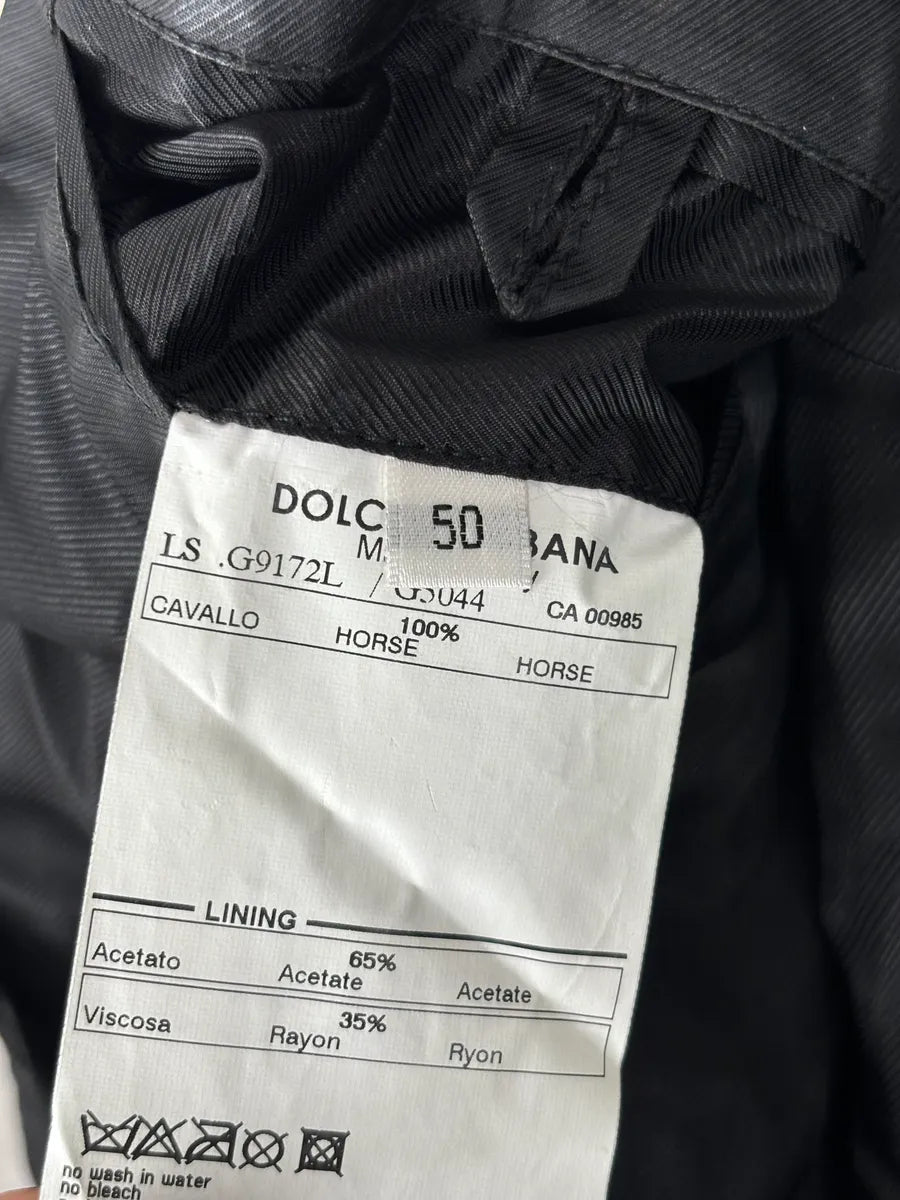 DOLC 50 BANA
M.
LS .G9172L / G5044 CA 00985
CAVALLO 100% HORSE HORSE
LINING
Acetato 65% Acetate Acetate
Viscosa 35% Rayon Ryon
no wash in water
no bleach